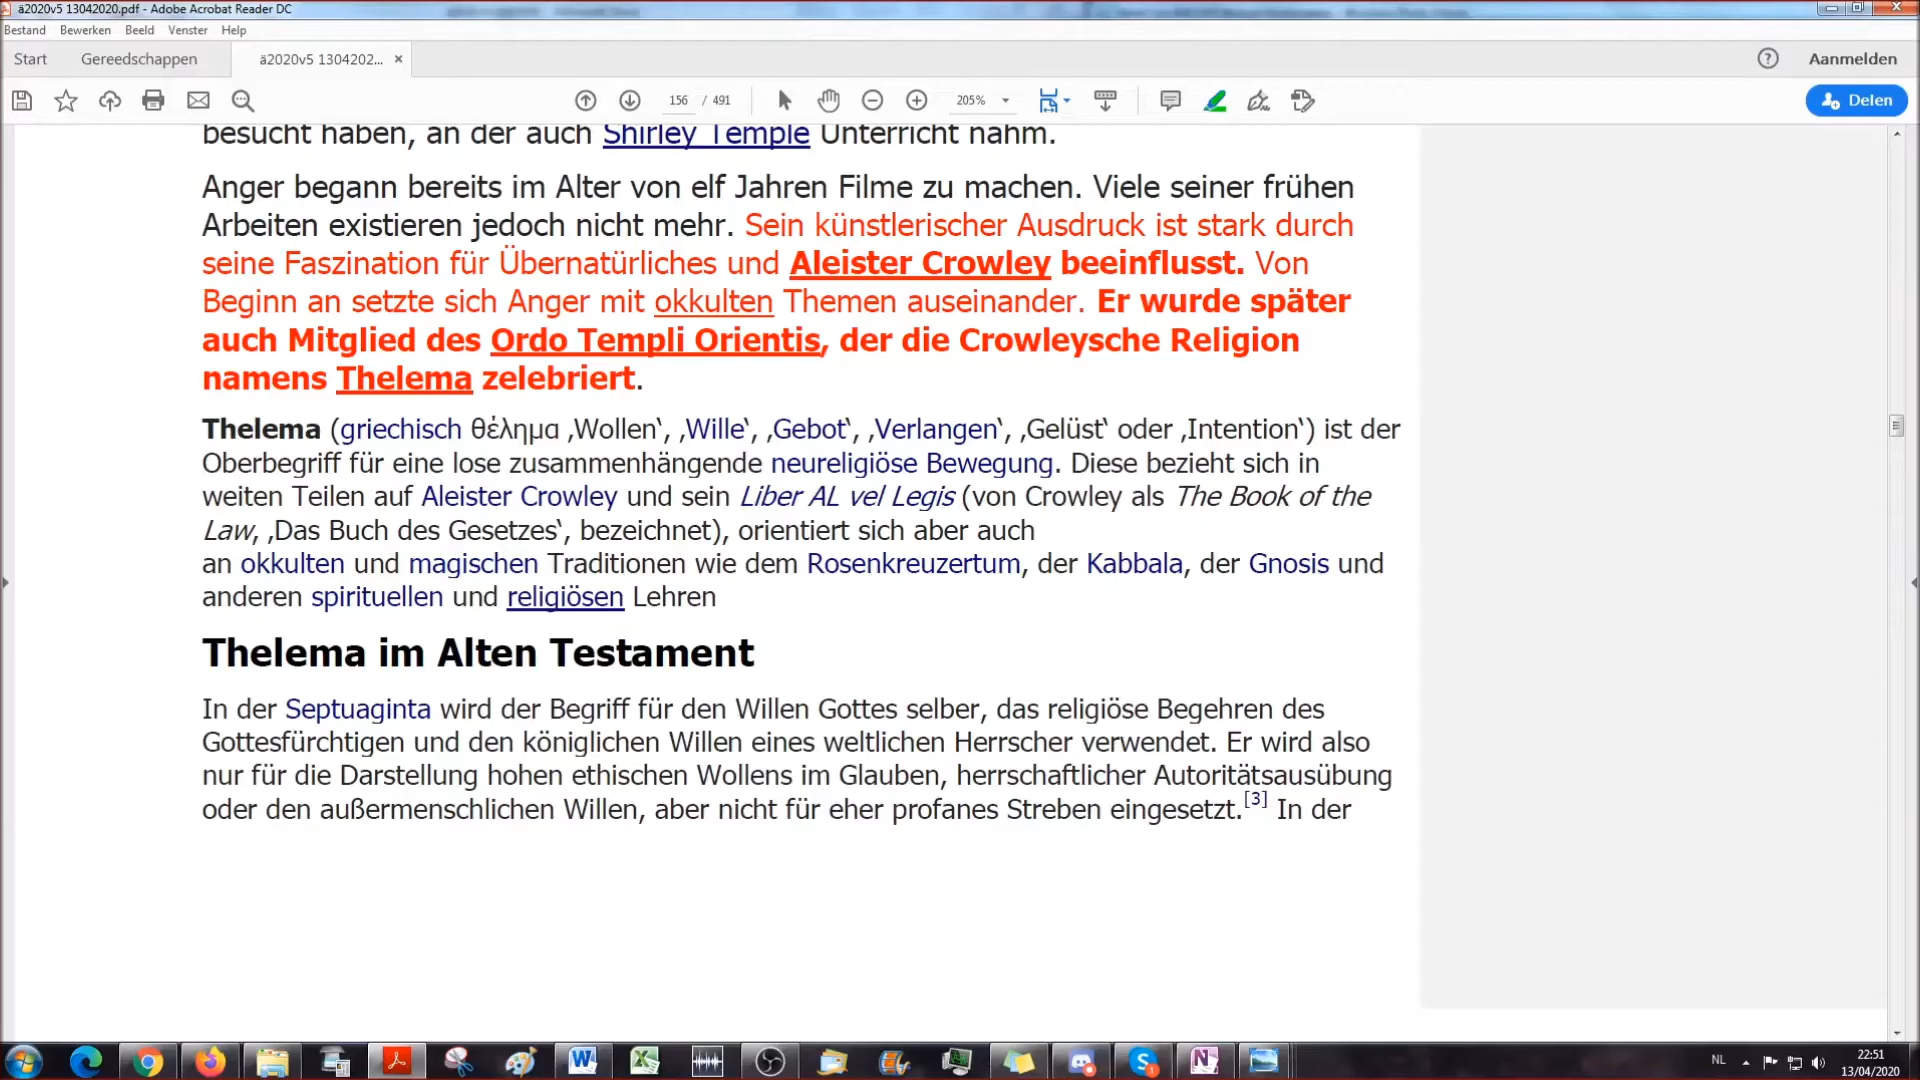 ä2020v5 13042020.pdf - Adobe Acrobat Reader DC
Bestand Bewerken Beeld Venster Help
Start Gereedschappen ä2020v5 1304202... × Aanmelden
156 / 491 205% Delen
besucht haben, an der auch Shirley Temple Unterricht nahm.
Anger begann bereits im Alter von elf Jahren Filme zu machen. Viele seiner frühen
Arbeiten existieren jedoch nicht mehr. Sein künstlerischer Ausdruck ist stark durch
seine Faszination für Übernatürliches und Aleister Crowley beeinflusst. Von
Beginn an setzte sich Anger mit okkulten Themen auseinander. Er wurde später
auch Mitglied des Ordo Templi Orientis, der die Crowleysche Religion
namens Thelema zelebriert.
Thelema (griechisch θέλημα ‚Wollen‘, ‚Wille‘, ‚Gebot‘, ‚Verlangen‘, ‚Gelüst‘ oder ‚Intention‘) ist der
Oberbegriff für eine lose zusammenhängende neureligiöse Bewegung. Diese bezieht sich in
weiten Teilen auf Aleister Crowley und sein Liber AL vel Legis (von Crowley als The Book of the
Law, ‚Das Buch des Gesetzes‘, bezeichnet), orientiert sich aber auch
an okkulten und magischen Traditionen wie dem Rosenkreuzertum, der Kabbala, der Gnosis und
anderen spirituellen und religiösen Lehren
Thelema im Alten Testament
In der Septuaginta wird der Begriff für den Willen Gottes selber, das religiöse Begehren des
Gottesfürchtigen und den königlichen Willen eines weltlichen Herrscher verwendet. Er wird also
nur für die Darstellung hohen ethischen Wollens im Glauben, herrschaftlicher Autoritätsausübung
oder den außermenschlichen Willen, aber nicht für eher profanes Streben eingesetzt.[3] In der
NL 22:51
13/04/2020